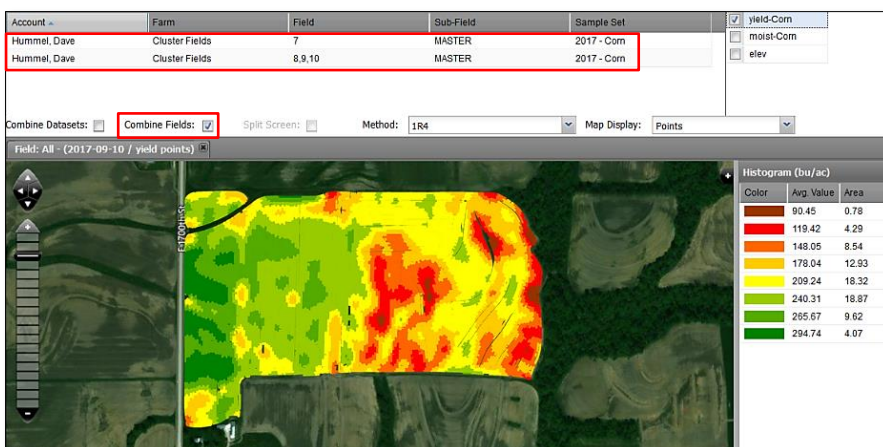 Account Farm Field Sub-Field Sample Set
Hummel, Dave Cluster Fields 7 MASTER 2017 - Corn
Hummel, Dave Cluster Fields 8,9,10 MASTER 2017 - Corn
yield-Corn
moist-Corn
elev
Combine Datasets: Combine Fields: Split Screen: Method: 1R4 Map Display: Points
Field: All - (2017-09-10 / yield points)
Histogram (bu/ac)
Color Avg. Value Area
90.45 0.78
119.42 4.29
148.05 8.54
178.04 12.93
209.24 18.32
240.31 18.87
265.67 9.62
294.74 4.07